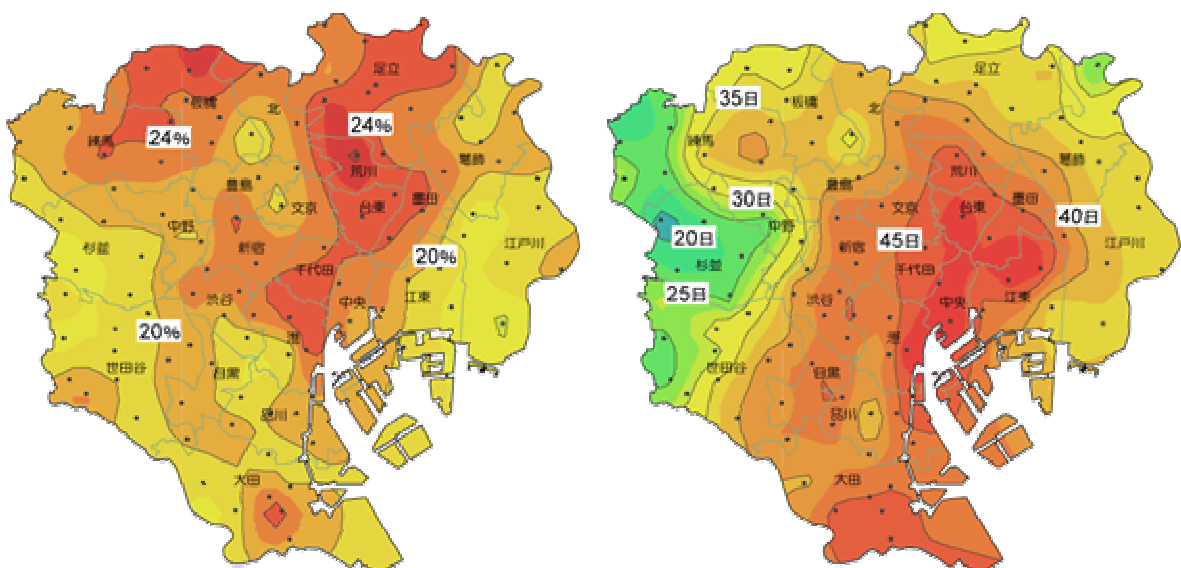 足立
板橋
北
24%
24%
練馬
葛飾
荒川
豊島
墨田
文京
台東
中野
杉並
新宿
江戸川
20%
千代田
渋谷
中央
江東
20%
港
世田谷
目黒
品川
大田
足立
35日
板橋
北
練馬
葛飾
荒川
豊島
30日
墨田
文京
台東
40日
中野
20日
45日
新宿
江戸川
杉並
千代田
25日
渋谷
中央
江東
港
世田谷
目黒
品川
大田